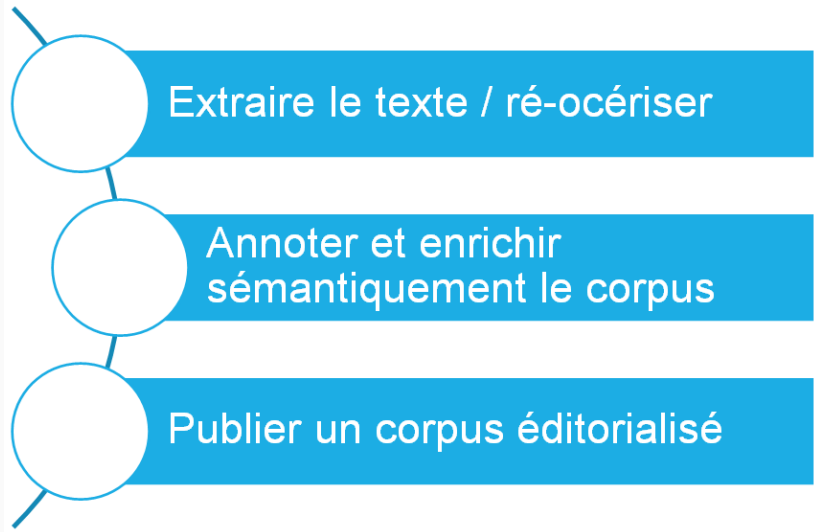 Extraire le texte / ré-océriser
Annoter et enrichir
sémantiquement le corpus
Publier un corpus éditorialisé